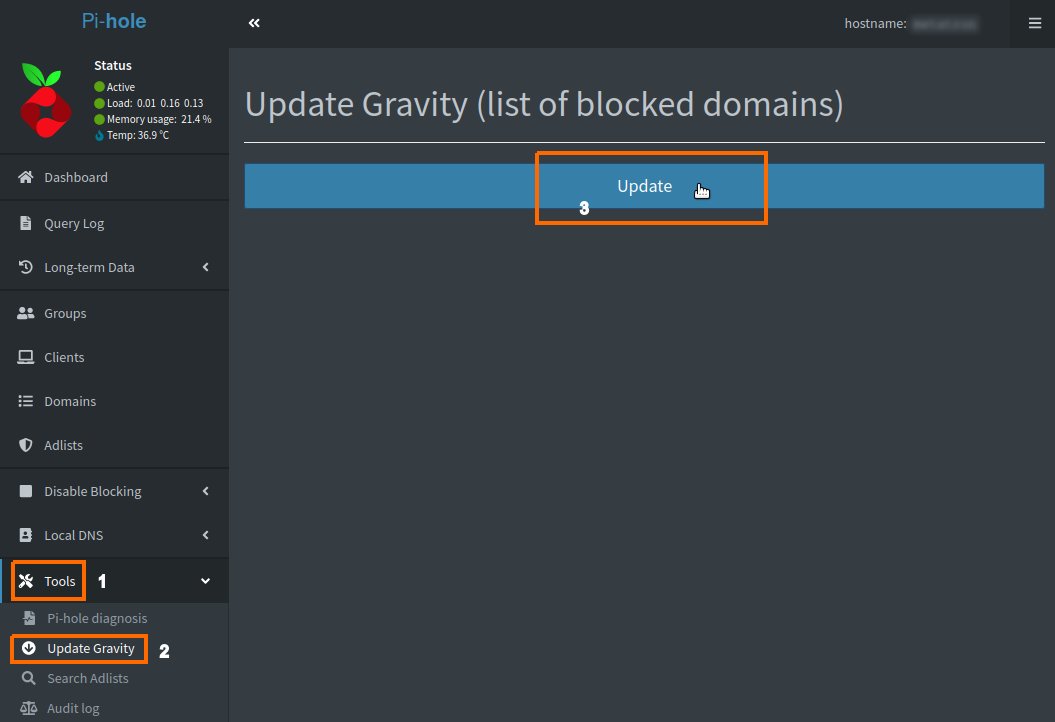 Pi-hole
hostname:
Status
Active
Load: 0.01 0.16 0.13
Memory usage: 21.4 %
Temp: 36.9 °C
Update Gravity (list of blocked domains)
Update
3
Dashboard
Query Log
Long-term Data
Groups
Clients
Domains
Adlists
Disable Blocking
Local DNS
Tools 1
Pi-hole diagnosis
Update Gravity 2
Search Adlists
Audit log